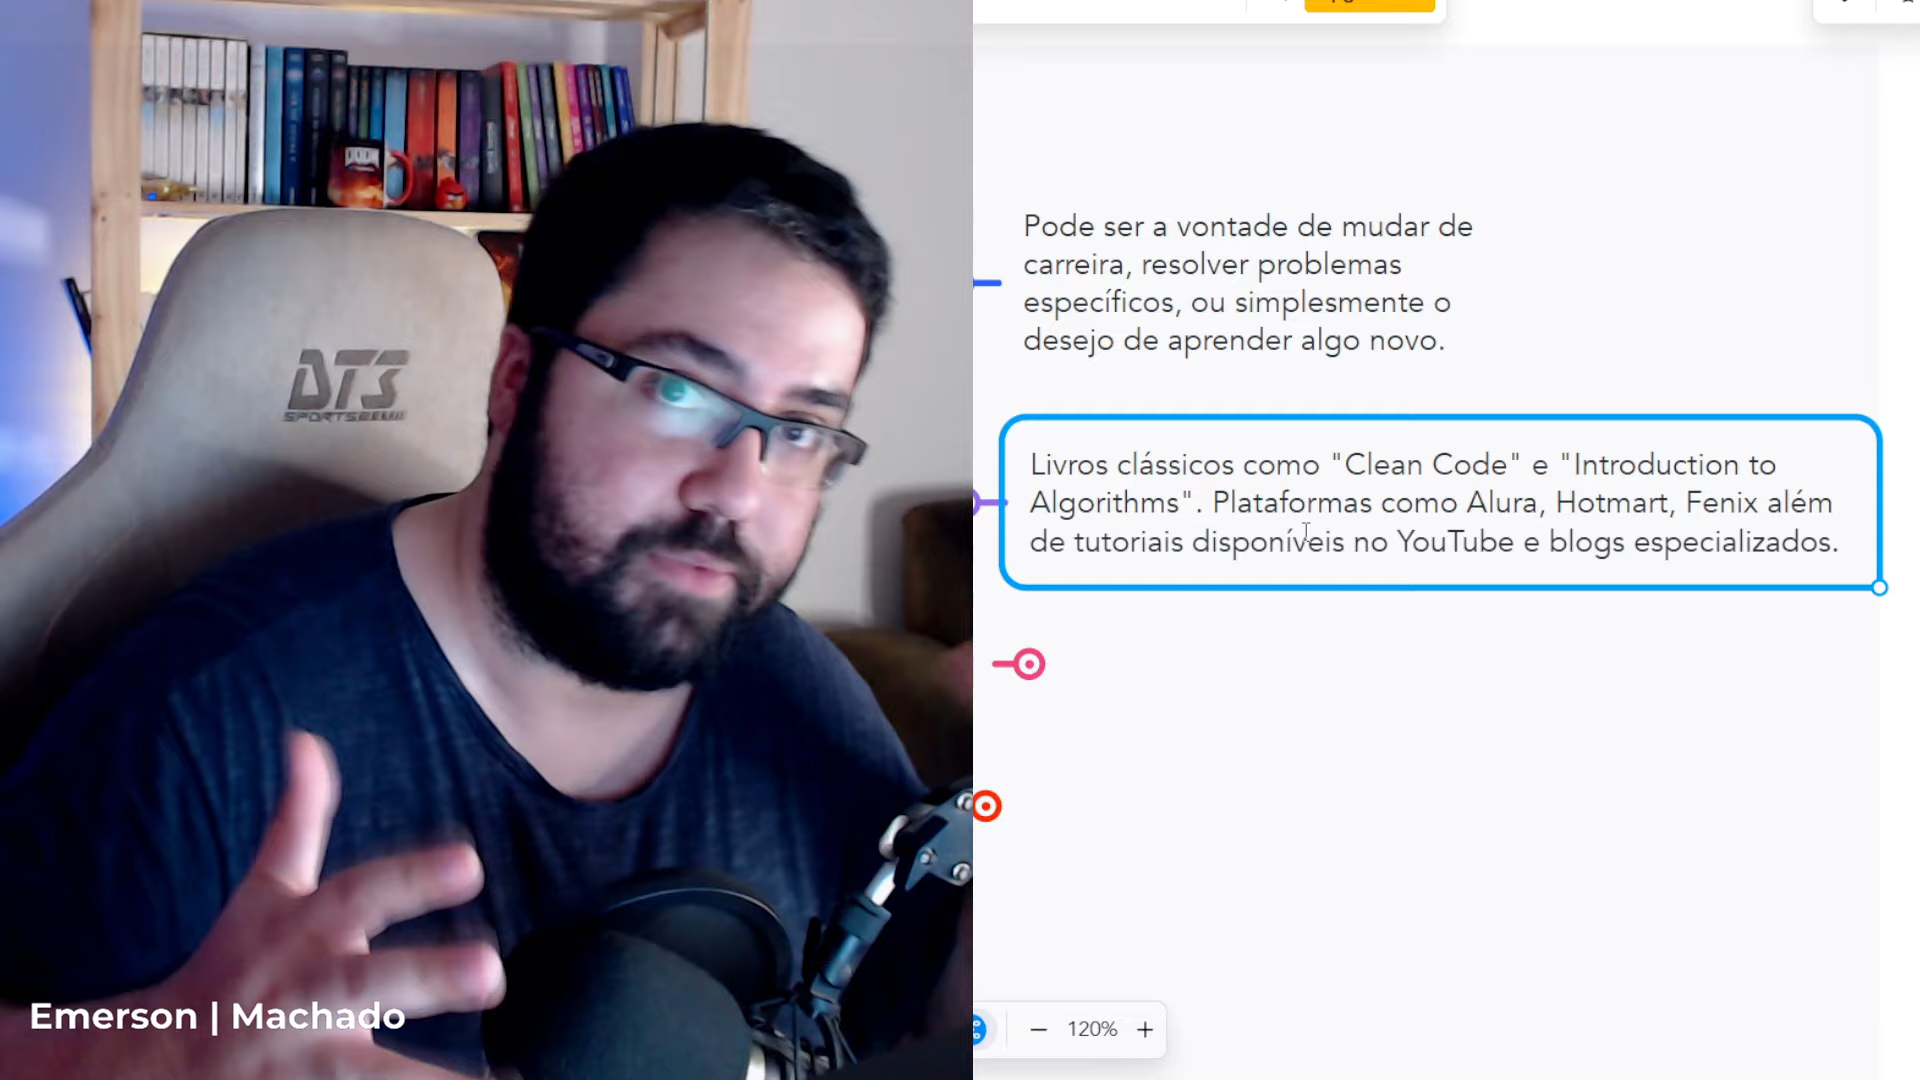 DT3
SPORTS
Emerson | Machado
Pode ser a vontade de mudar de
carreira, resolver problemas
específicos, ou simplesmente o
desejo de aprender algo novo.
Livros clássicos como "Clean Code" e "Introduction to
Algorithms". Plataformas como Alura, Hotmart, Fenix além
de tutoriais disponíveis no YouTube e blogs especializados.
120%